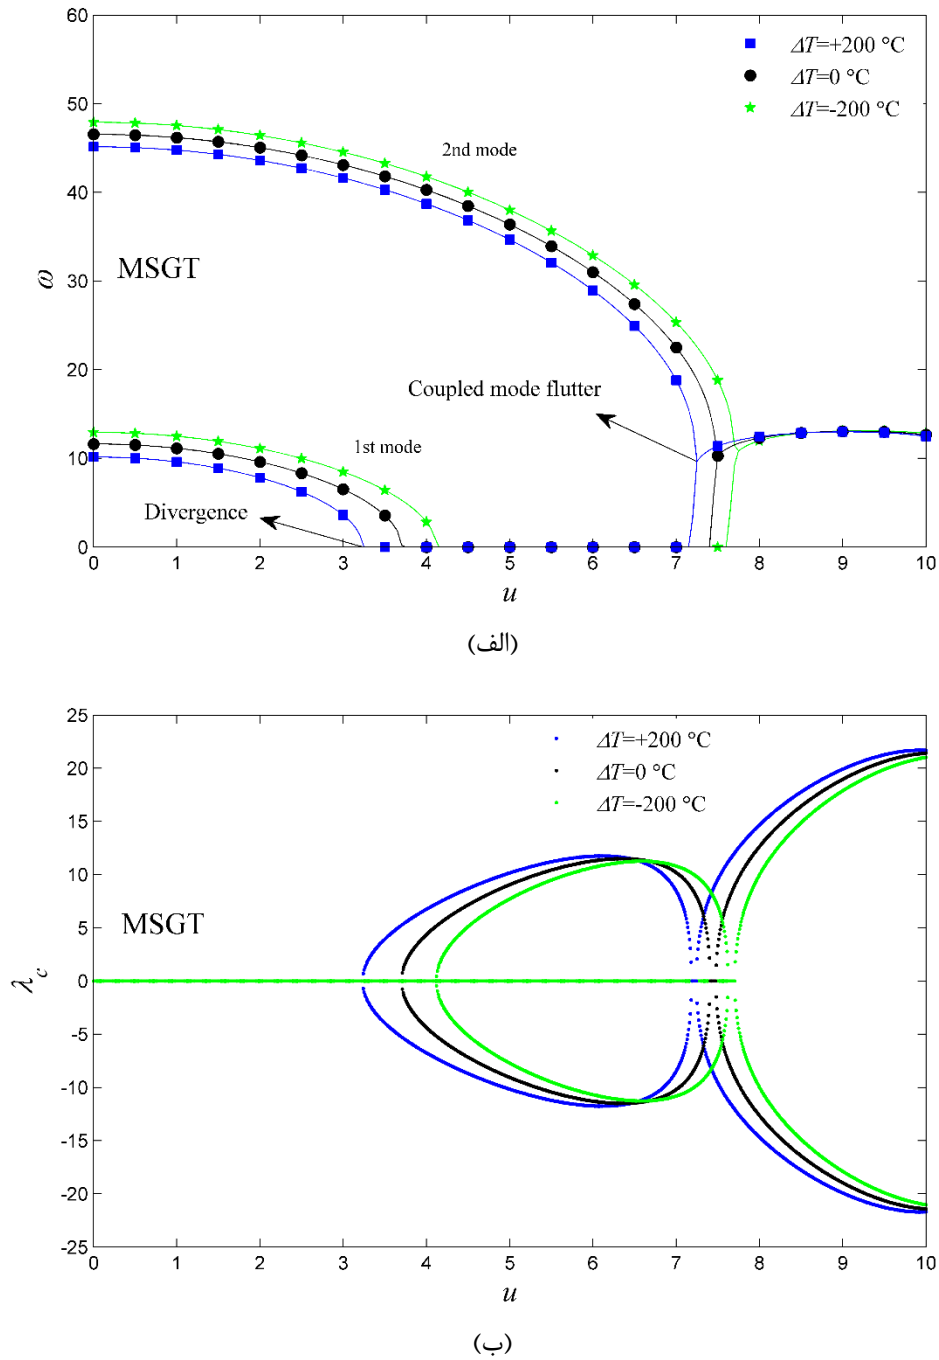 60
50
40
30
20
10
0
ω
ΔT=+200 °C
ΔT=0 °C
ΔT=-200 °C
2nd mode
MSGT
Coupled mode flutter
1st mode
Divergence
0 1 2 3 4 5 6 7 8 9 10
u
(الف)
25
20
15
10
5
0
-5
-10
-15
-20
-25
λc
ΔT=+200 °C
ΔT=0 °C
ΔT=-200 °C
MSGT
0 1 2 3 4 5 6 7 8 9 10
u
(ب)